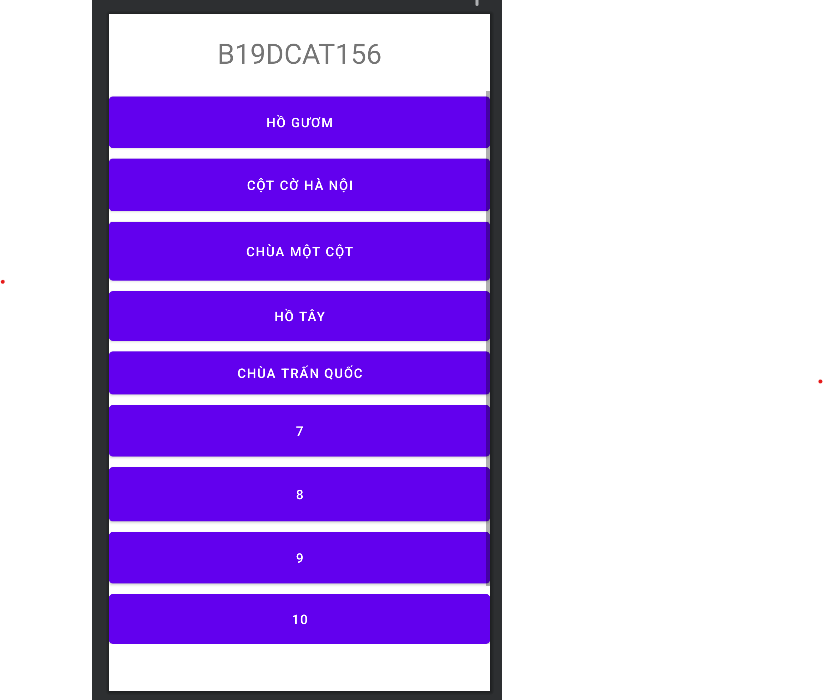 B19DCAT156
HỒ GƯƠM
CỘT CỜ HÀ NỘI
CHÙA MỘT CỘT
HỒ TÂY
CHÙA TRẤN QUỐC
7
8
9
10